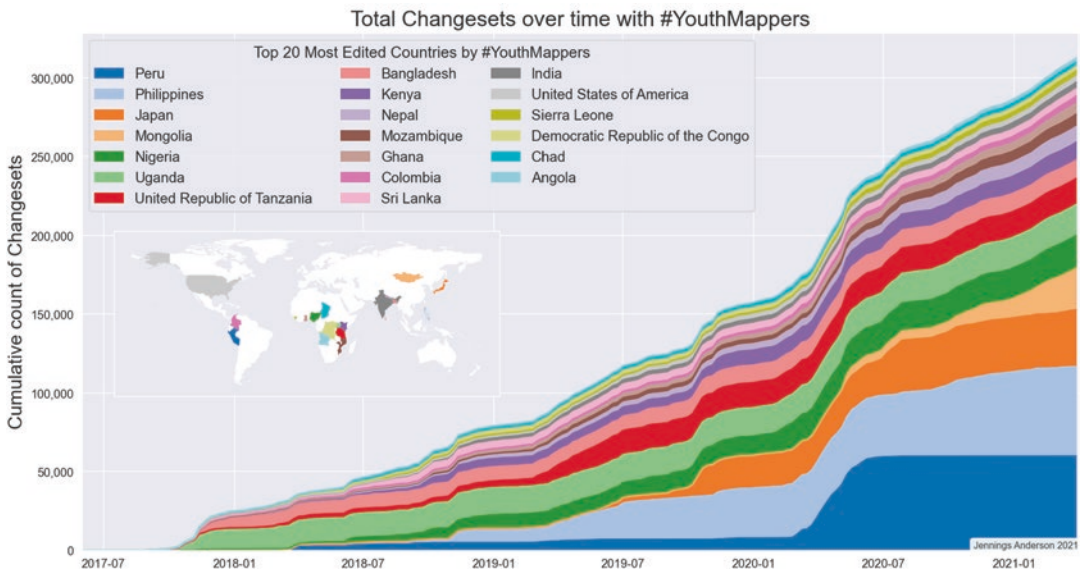 Total Changesets over time with #YouthMappers
Top 20 Most Edited Countries by #YouthMappers
Peru
Philippines
Japan
Mongolia
Nigeria
Uganda
United Republic of Tanzania
Bangladesh
Kenya
Nepal
Mozambique
Ghana
Colombia
Sri Lanka
India
United States of America
Sierra Leone
Democratic Republic of the Congo
Chad
Angola
Cumulative count of Changesets
300,000
250,000
200,000
150,000
100,000
50,000
0
2017-07
2018-01
2018-07
2019-01
2019-07
2020-01
2020-07
2021-01
Jennings Anderson 2021